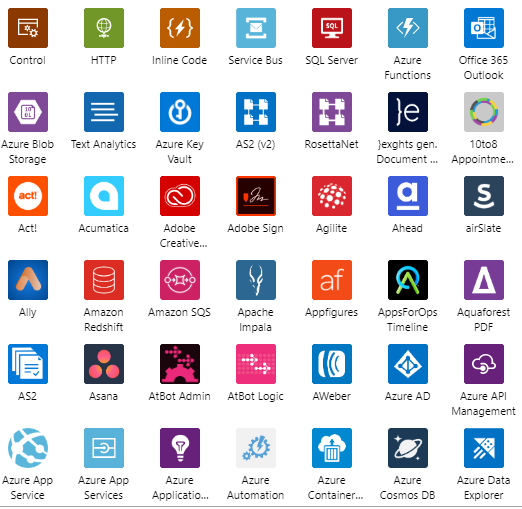 Control HTTP Inline Code Service Bus SQL Server Azure Functions Office 365 Outlook
Azure Blob Storage Text Analytics Azure Key Vault AS2 (v2) RosettaNet }exghts gen. Document ... 10to8 Appointme...
act!
Act! Acumatica Adobe Creative... Adobe Sign Agilite Ahead airSlate
af
Ally Amazon Redshift Amazon SQS Apache Impala Appfigures AppsForOps Timeline Aquaforest PDF
AS2 Asana AtBot Admin AtBot Logic AWeber Azure AD Azure API Management
Azure App Service Azure App Services Azure Applicatio... Azure Automation Azure Container... Azure Cosmos DB Azure Data Explorer